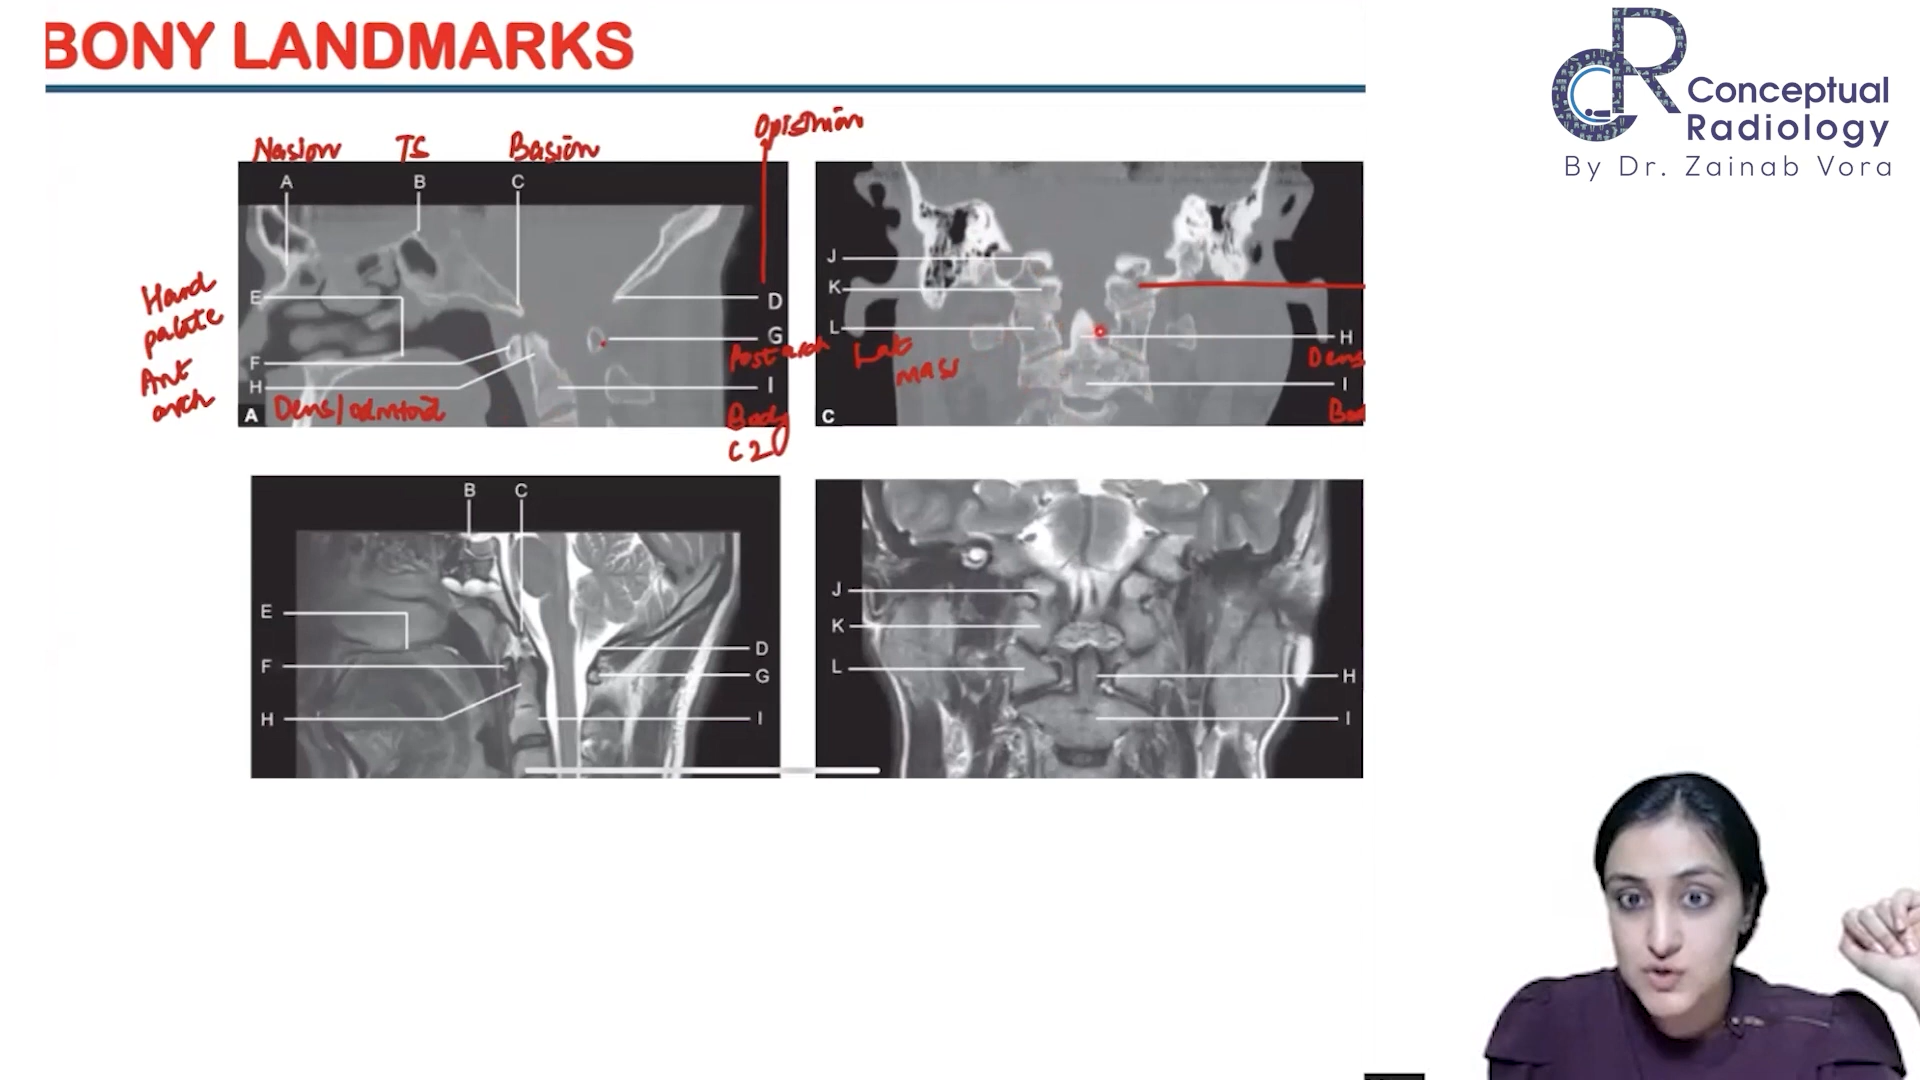 BONY LANDMARKS
Conceptual
Radiology
By Dr. Zainab Vora
Opisthion
Nasion TS Basion
A B C
Hard
palate
Ant
arch
E
F
H
A
Dens/odontoid
D
G
Post arch
I
Body
C2
J
K
L
Lat
mass
H
Dens
I
C
B C
E
F
H
D
G
I
J
K
L
H
I